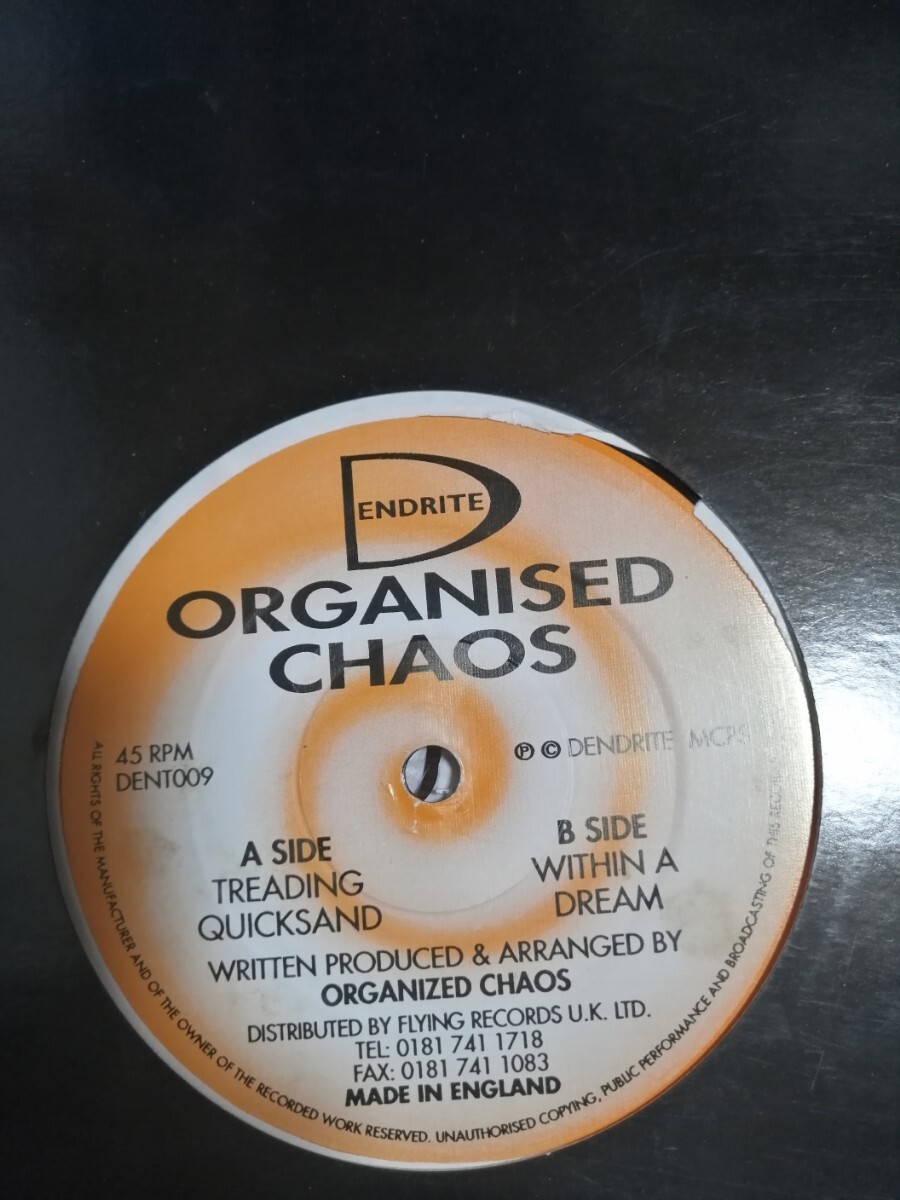 DENDRITE
ORGANISED
CHAOS
45 RPM
DENT009
Ⓟ © DENDRITE MCPS
A SIDE
TREADING
QUICKSAND
B SIDE
WITHIN A
DREAM
WRITTEN PRODUCED & ARRANGED BY
ORGANIZED CHAOS
DISTRIBUTED BY FLYING RECORDS U.K. LTD.
TEL: 0181 741 1718
FAX: 0181 741 1083
MADE IN ENGLAND
ALL RIGHTS OF THE MANUFACTURER AND OF THE OWNER OF THE RECORDED WORK RESERVED. UNAUTHORISED COPYING, PUBLIC PERFORMANCE AND BROADCASTING OF THIS